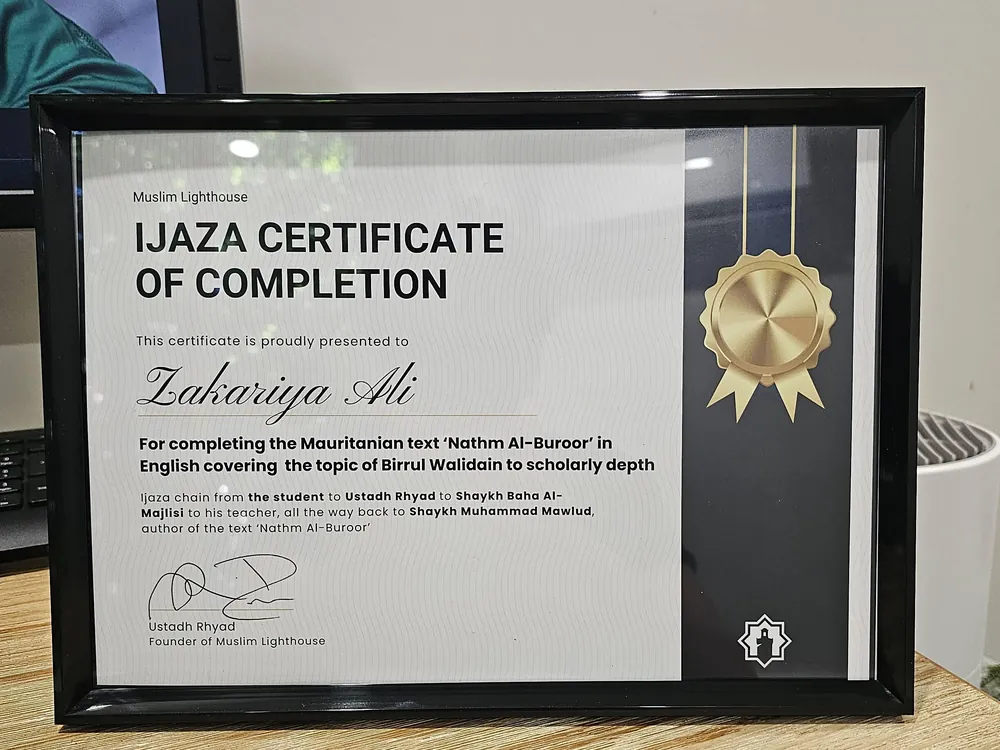 Muslim Lighthouse
IJAZA CERTIFICATE
OF COMPLETION
This certificate is proudly presented to
Zakariya Ali
For completing the Mauritanian text ‘Nathm Al-Buroor’ in
English covering the topic of Birrul Walidain to scholarly depth
Ijaza chain from the student to Ustadh Rhyad to Shaykh Baha Al-
Majlisi to his teacher, all the way back to Shaykh Muhammad Mawlud,
author of the text ‘Nathm Al-Buroor’
Ustadh Rhyad
Founder of Muslim Lighthouse